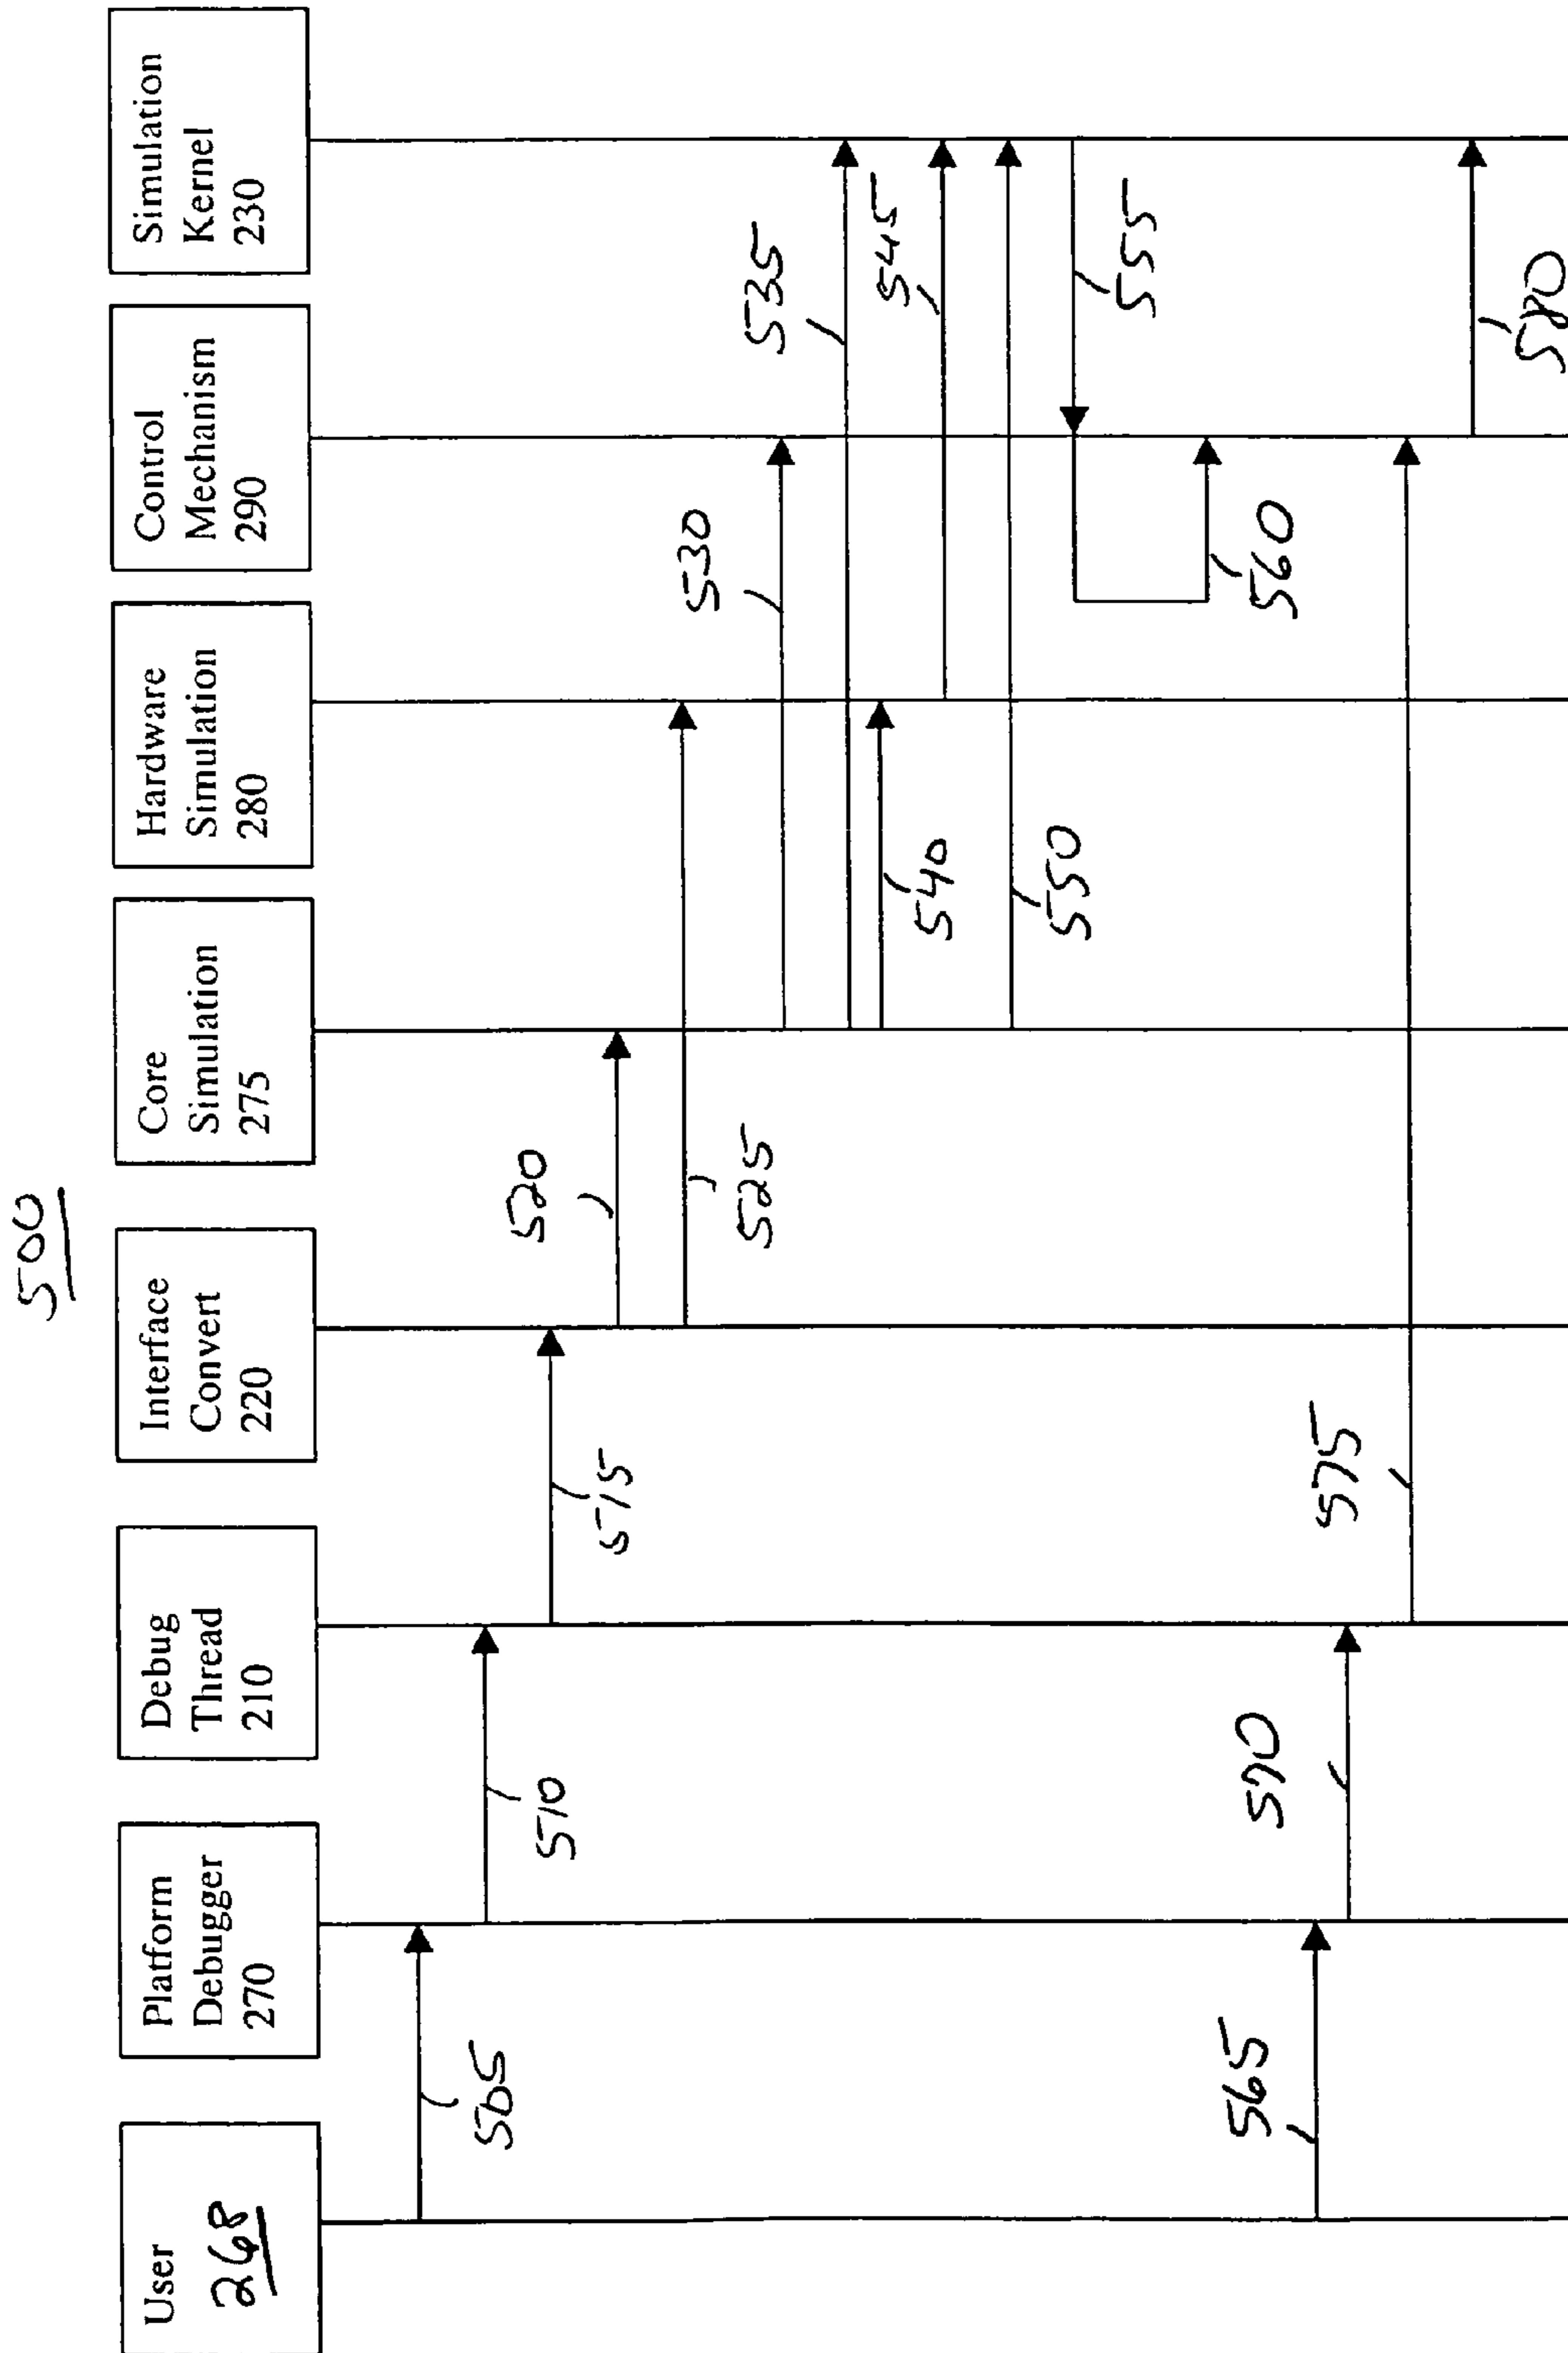 500
User
268
Platform
Debugger
270
Debug
Thread
210
Interface
Convert
220
Core
Simulation
275
Hardware
Simulation
280
Control
Mechanism
290
Simulation
Kernel
230
505
510
515
520
525
530
535
540
545
550
555
560
565
570
575
580